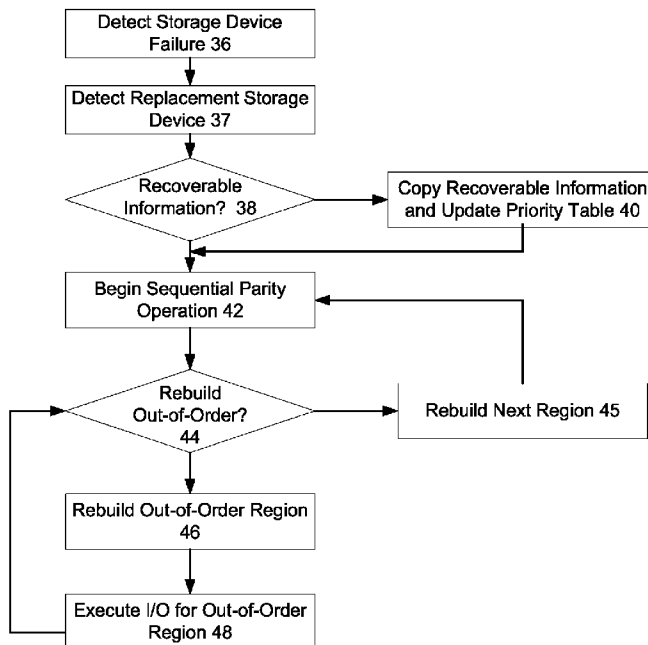 Detect Storage Device
Failure 36
Detect Replacement Storage
Device 37
Recoverable
Information? 38
Copy Recoverable Information
and Update Priority Table 40
Begin Sequential Parity
Operation 42
Rebuild
Out-of-Order?
44
Rebuild Next Region 45
Rebuild Out-of-Order Region
46
Execute I/O for Out-of-Order
Region 48